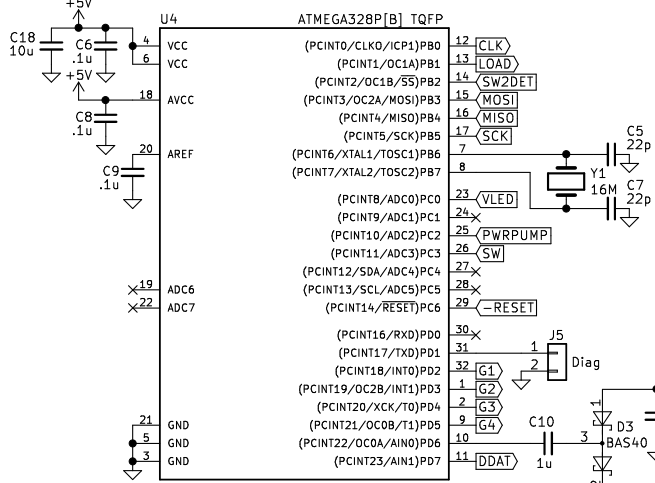 +5V
U4
ATMEGA328P[B] TQFP
C18
10u
C6
.1u
4
VCC
6
VCC
+5V
18
AVCC
C8
.1u
20
AREF
C9
.1u
19
ADC6
22
ADC7
21
GND
5
GND
3
GND
(PCINT0/CLKO/ICP1)PB0 12 CLK
(PCINT1/OC1A)PB1 13 LOAD
(PCINT2/OC1B/SS)PB2 14 SW2DET
(PCINT3/OC2A/MOSI)PB3 15 MOSI
(PCINT4/MISO)PB4 16 MISO
(PCINT5/SCK)PB5 17 SCK
(PCINT6/XTAL1/TOSC1)PB6 7
(PCINT7/XTAL2/TOSC2)PB7 8
C5
22p
Y1
16M
C7
22p
(PCINT8/ADC0)PC0 23 VLED
(PCINT9/ADC1)PC1 24
(PCINT10/ADC2)PC2 25 PWRPUMP
(PCINT11/ADC3)PC3 26 SW
(PCINT12/SDA/ADC4)PC4 27
(PCINT13/SCL/ADC5)PC5 28
(PCINT14/RESET)PC6 29 -RESET
(PCINT16/RXD)PD0 30
(PCINT17/TXD)PD1 31
J5
1
2
Diag
(PCINT18/INT0)PD2 32 G1
(PCINT19/OC2B/INT1)PD3 1 G2
(PCINT20/XCK/T0)PD4 2 G3
(PCINT21/OC0B/T1)PD5 9 G4
(PCINT22/OC0A/AIN0)PD6 10
C10
1u
3
1
D3
BAS40
(PCINT23/AIN1)PD7 11 DDAT